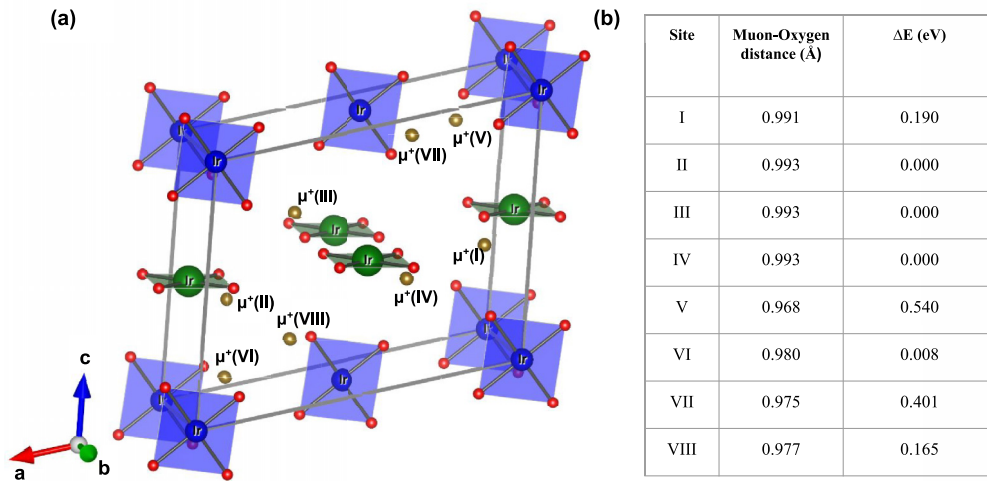 (a)
(b)
Ir
Ir
Ir
Ir
Ir
μ⁺(V)
μ⁺(VII)
μ⁺(III)
Ir
Ir
Ir
μ⁺(I)
Ir
μ⁺(II)
μ⁺(IV)
μ⁺(VIII)
μ⁺(VI)
Ir
Ir
Ir
Ir
Ir
c
a
b
Site Muon-Oxygen distance (Å) ΔE (eV)
I 0.991 0.190
II 0.993 0.000
III 0.993 0.000
IV 0.993 0.000
V 0.968 0.540
VI 0.980 0.008
VII 0.975 0.401
VIII 0.977 0.165